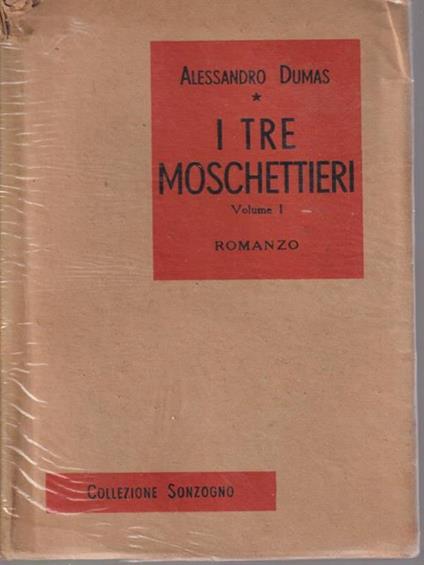 ALESSANDRO DUMAS
★
I TRE
MOSCHETTIERI
Volume I
ROMANZO
COLLEZIONE SONZOGNO